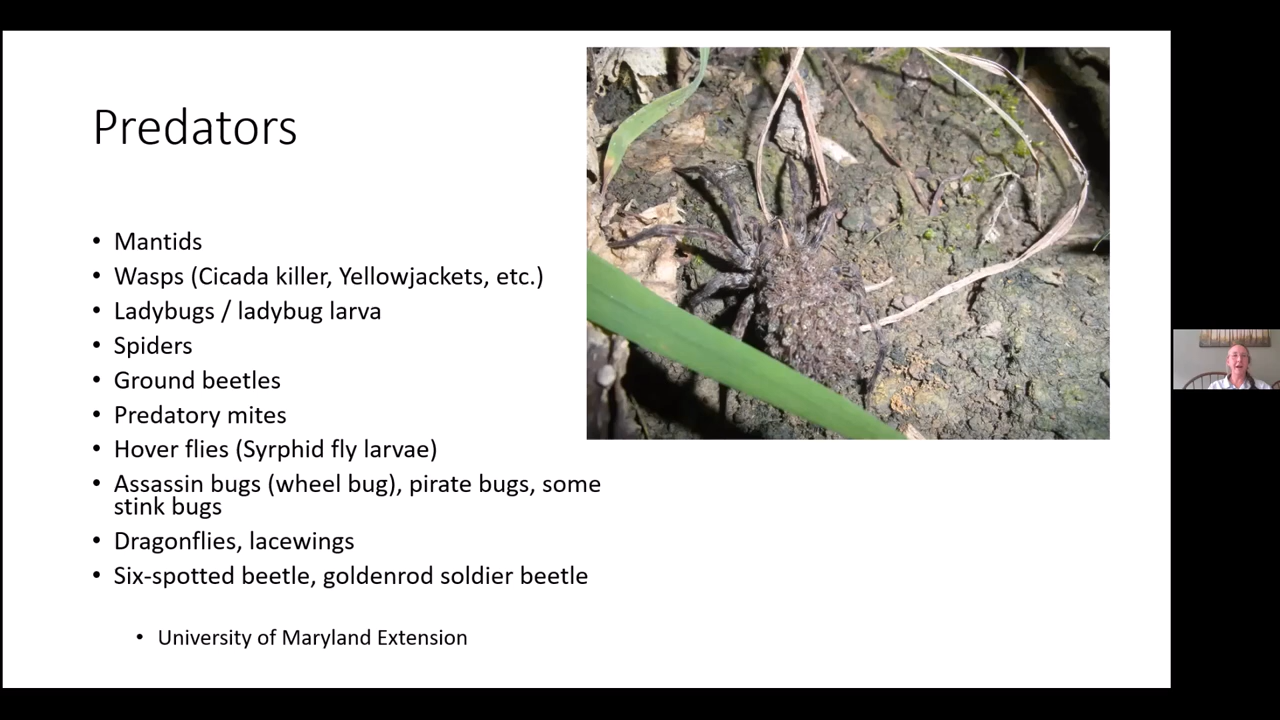 Predators
• Mantids
• Wasps (Cicada killer, Yellowjackets, etc.)
• Ladybugs / ladybug larva
• Spiders
• Ground beetles
• Predatory mites
• Hover flies (Syrphid fly larvae)
• Assassin bugs (wheel bug), pirate bugs, some
stink bugs
• Dragonflies, lacewings
• Six-spotted beetle, goldenrod soldier beetle
• University of Maryland Extension